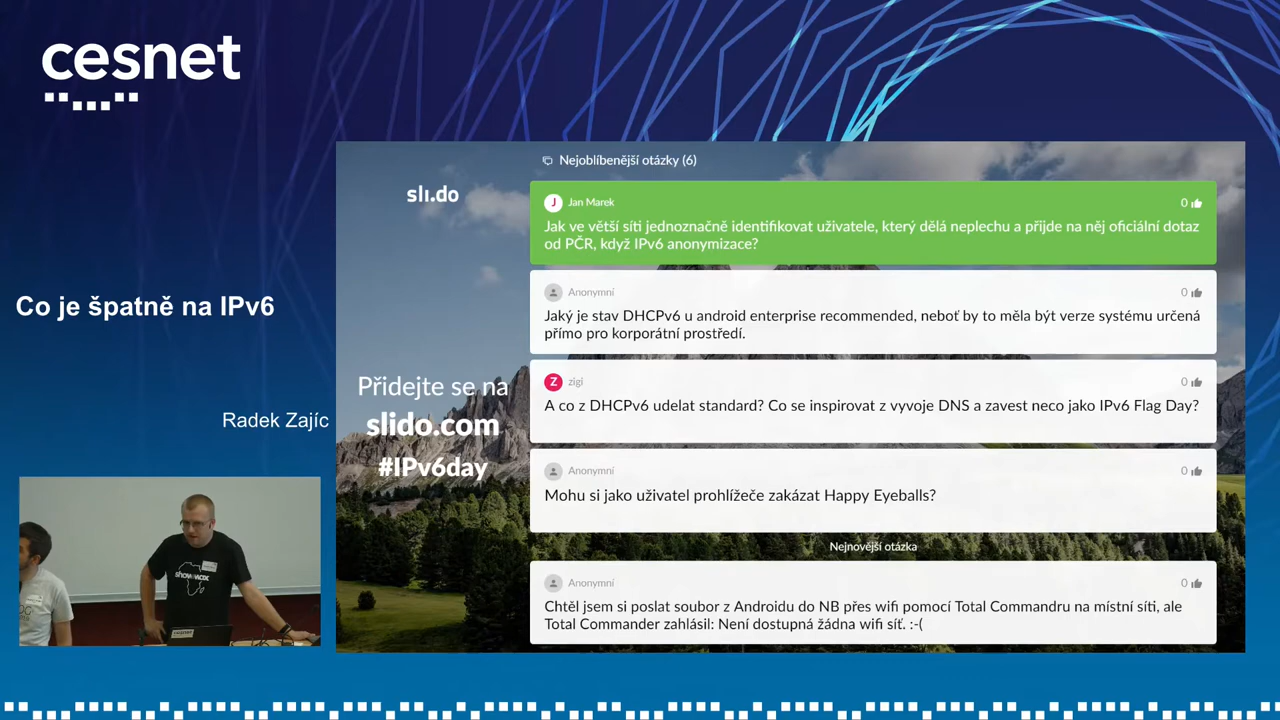 cesnet
Nejoblíbenější otázky (6)
sli.do
J Jan Marek 0
Jak ve větší síti jednoznačně identifikovat uživatele, který dělá neplechu a přijde na něj oficiální dotaz
od PČR, když IPv6 anonymizace?
Anonymní 0
Jaký je stav DHCPv6 u android enterprise recommended, neboť by to měla být verze systému určená
přímo pro korporátní prostředí.
Co je špatně na IPv6
Z zigi 0
A co z DHCPv6 udelat standard? Co se inspirovat z vyvoje DNS a zavest neco jako IPv6 Flag Day?
Přidejte se na
slido.com
#IPv6day
Radek Zajíc
Anonymní 0
Mohu si jako uživatel prohlížeče zakázat Happy Eyeballs?
Nejnovější otázka
Anonymní 0
Chtěl jsem si poslat soubor z Androidu do NB přes wifi pomocí Total Commandru na místní síti, ale
Total Commander zahlásil: Není dostupná žádna wifi síť. :-(
showmax
cesnet